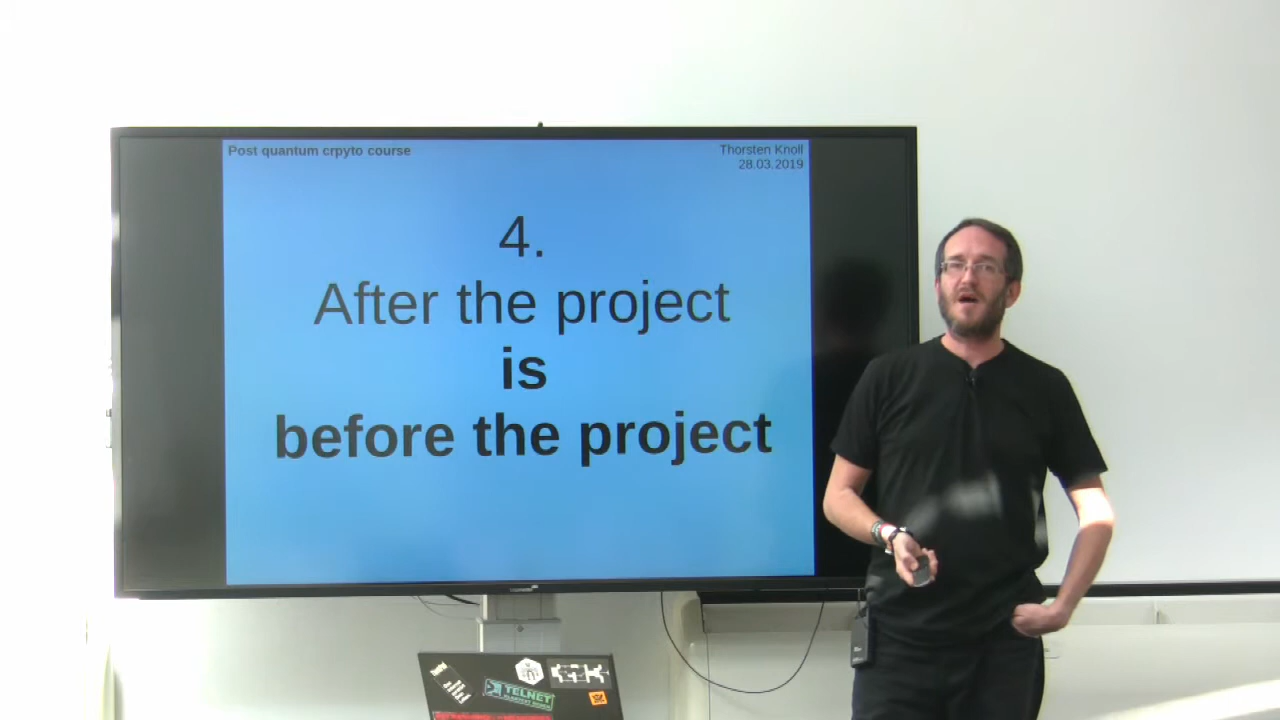 Post quantum crpyto course
Thorsten Knoll
28.03.2019
4.
After the project
is
before the project
TELNET